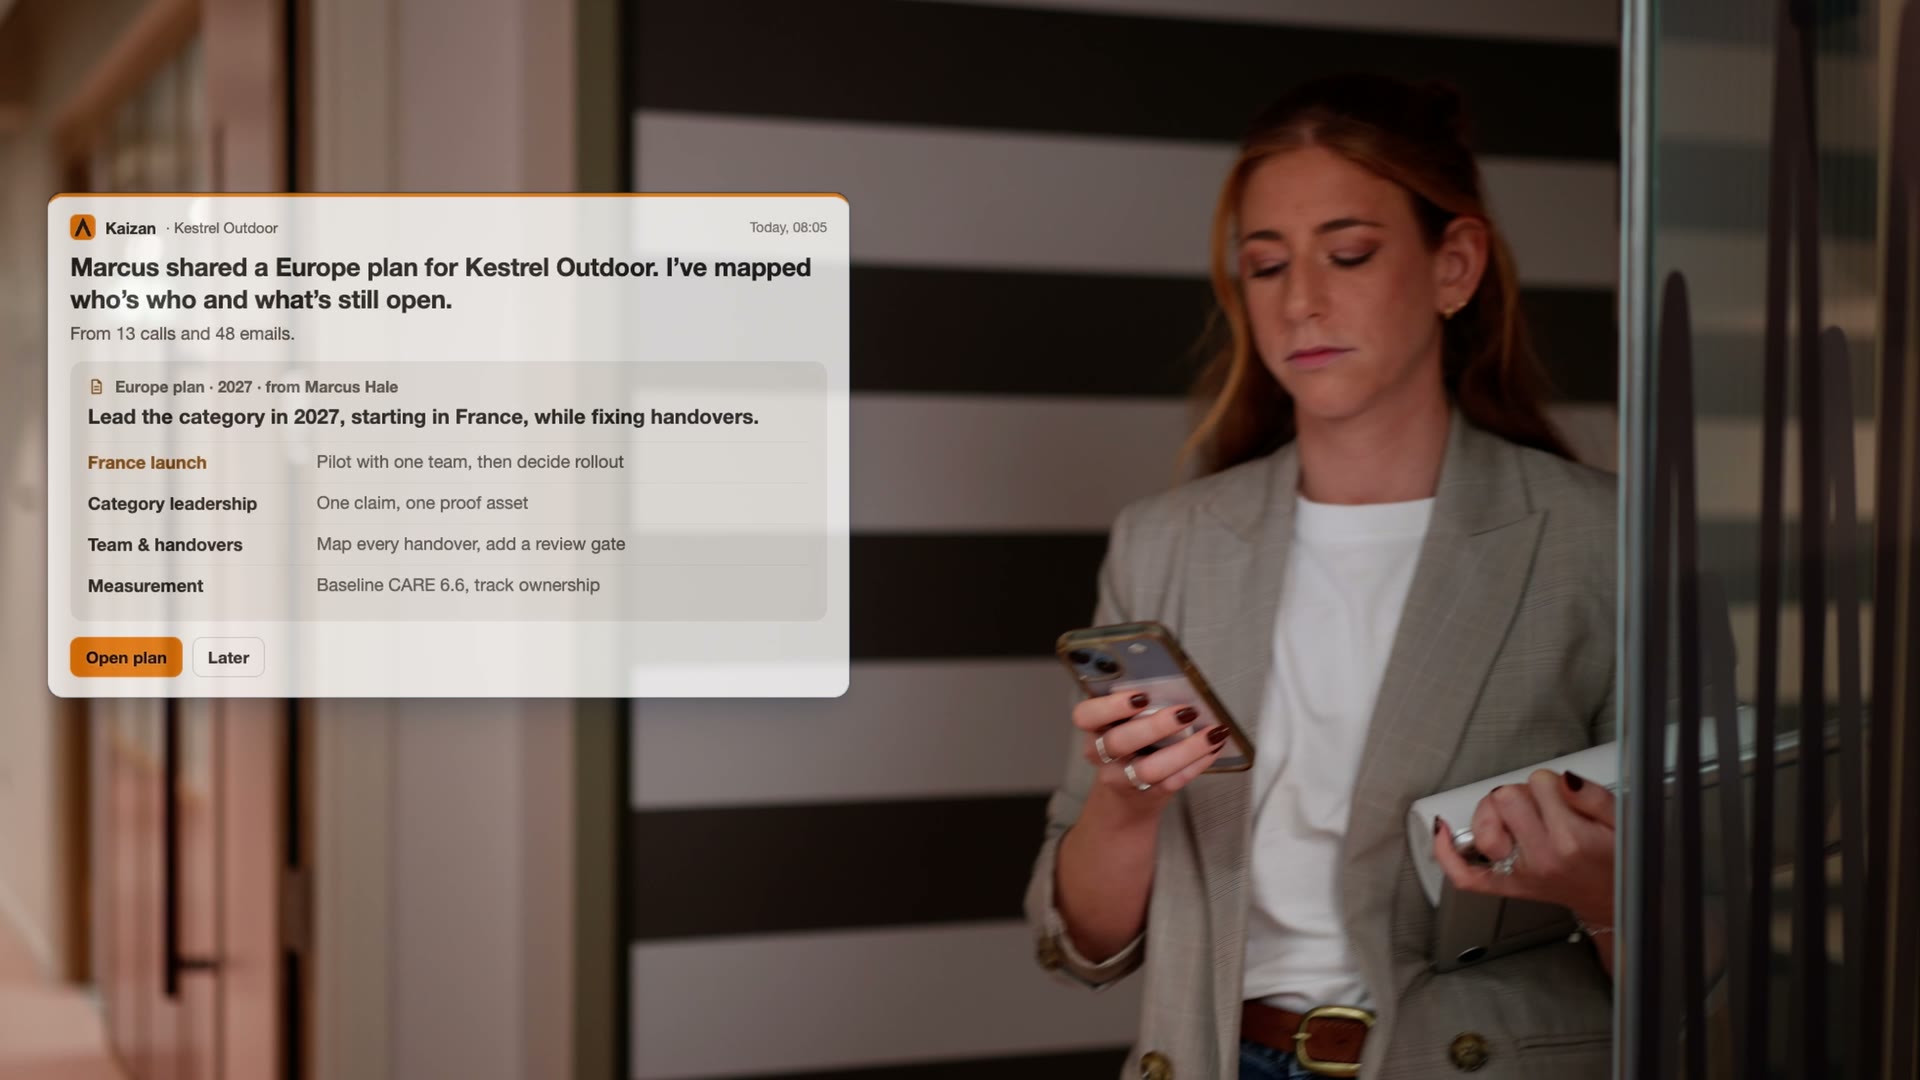 Kaizan · Kestrel Outdoor
Today, 08:05
Marcus shared a Europe plan for Kestrel Outdoor. I’ve mapped
who’s who and what’s still open.
From 13 calls and 48 emails.
Europe plan · 2027 · from Marcus Hale
Lead the category in 2027, starting in France, while fixing handovers.
France launch
Pilot with one team, then decide rollout
Category leadership
One claim, one proof asset
Team & handovers
Map every handover, add a review gate
Measurement
Baseline CARE 6.6, track ownership
Open plan
Later